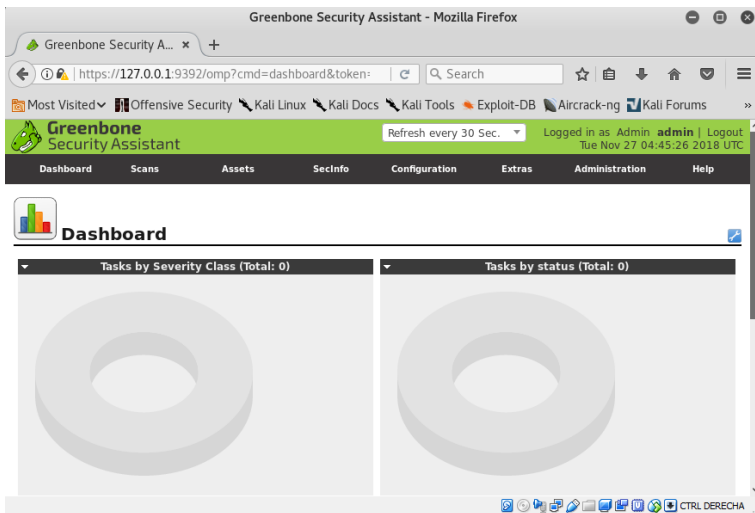 Greenbone Security Assistant - Mozilla Firefox
Greenbone Security A... × +
https://127.0.0.1:9392/omp?cmd=dashboard&token= Search
Most Visited Offensive Security Kali Linux Kali Docs Kali Tools Exploit-DB Aircrack-ng Kali Forums »
Greenbone
Security Assistant
Refresh every 30 Sec.
Logged in as Admin admin | Logout
Tue Nov 27 04:45:26 2018 UTC
Dashboard Scans Assets SecInfo Configuration Extras Administration Help
Dashboard
Tasks by Severity Class (Total: 0) Tasks by status (Total: 0)
CTRL DERECHA